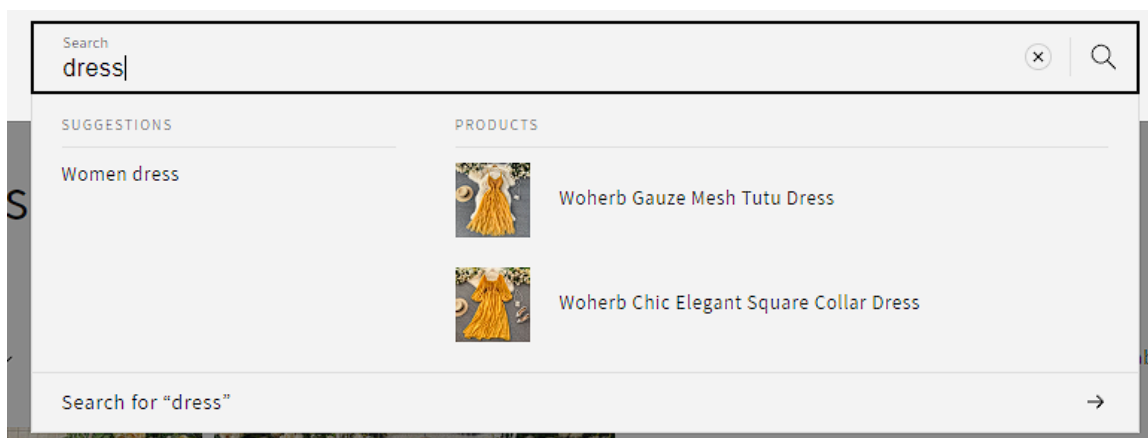 Search
dress
SUGGESTIONS
Women dress
PRODUCTS
Woherb Gauze Mesh Tutu Dress
Woherb Chic Elegant Square Collar Dress
Search for “dress”